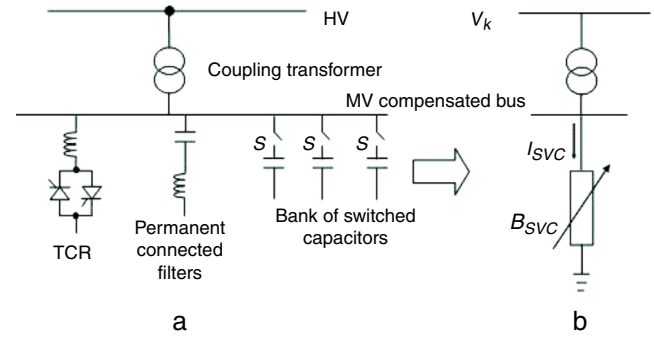 HV
V_k
Coupling transformer
MV compensated bus
S
S
S
I_SVC
B_SVC
TCR
Permanent
connected
filters
Bank of switched
capacitors
a
b